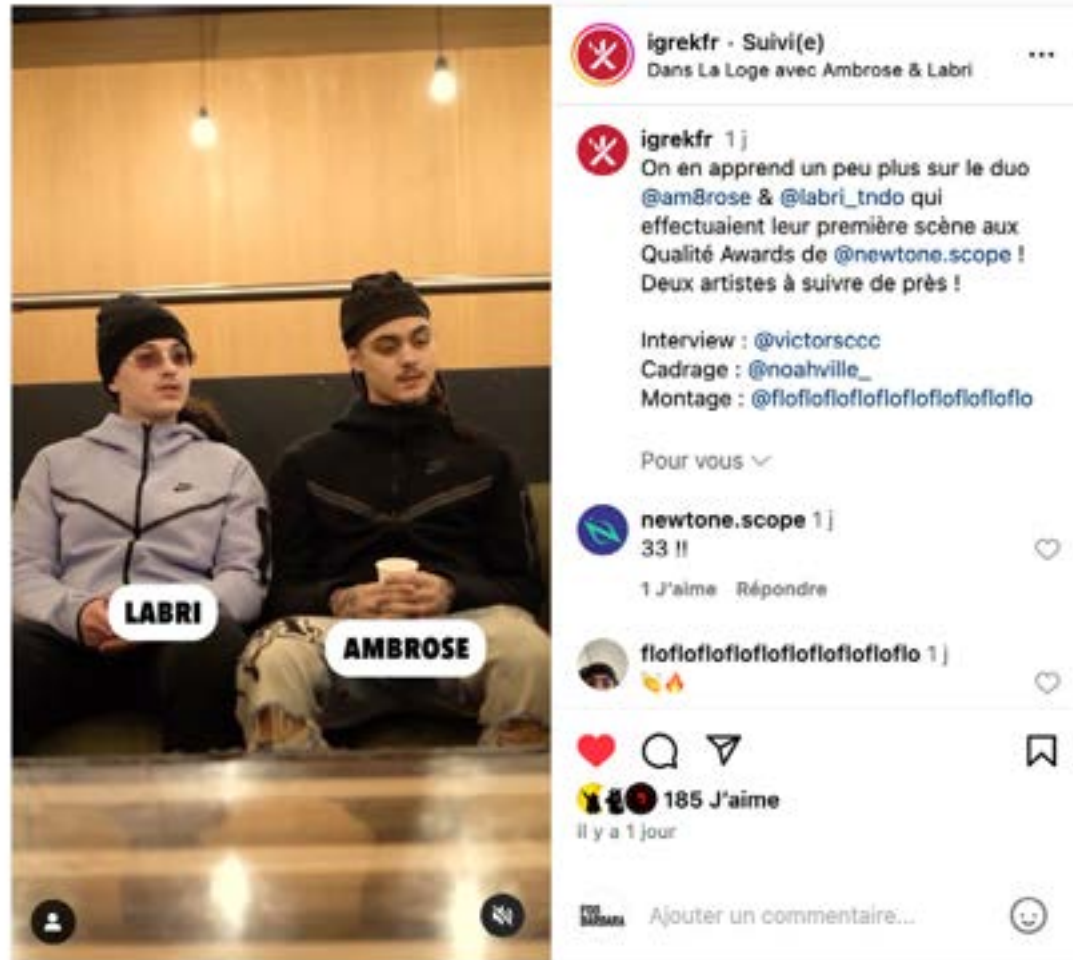 LABRI
AMBROSE
igrekfr · Suivi(e)
Dans La Loge avec Ambrose & Labri
igrekfr 1 j
On en apprend un peu plus sur le duo
@am8rose & @labri_tndo qui
effectuaient leur première scène aux
Qualité Awards de @newtone.scope !
Deux artistes à suivre de près !
Interview : @victorsccc
Cadrage : @noahville_
Montage : @floflofloflofloflofloflofloflo
Pour vous
newtone.scope 1 j
33 !!
1 J'aime Répondre
floflofloflofloflofloflofloflo 1 j
👏🔥
185 J'aime
il y a 1 jour
Ajouter un commentaire...